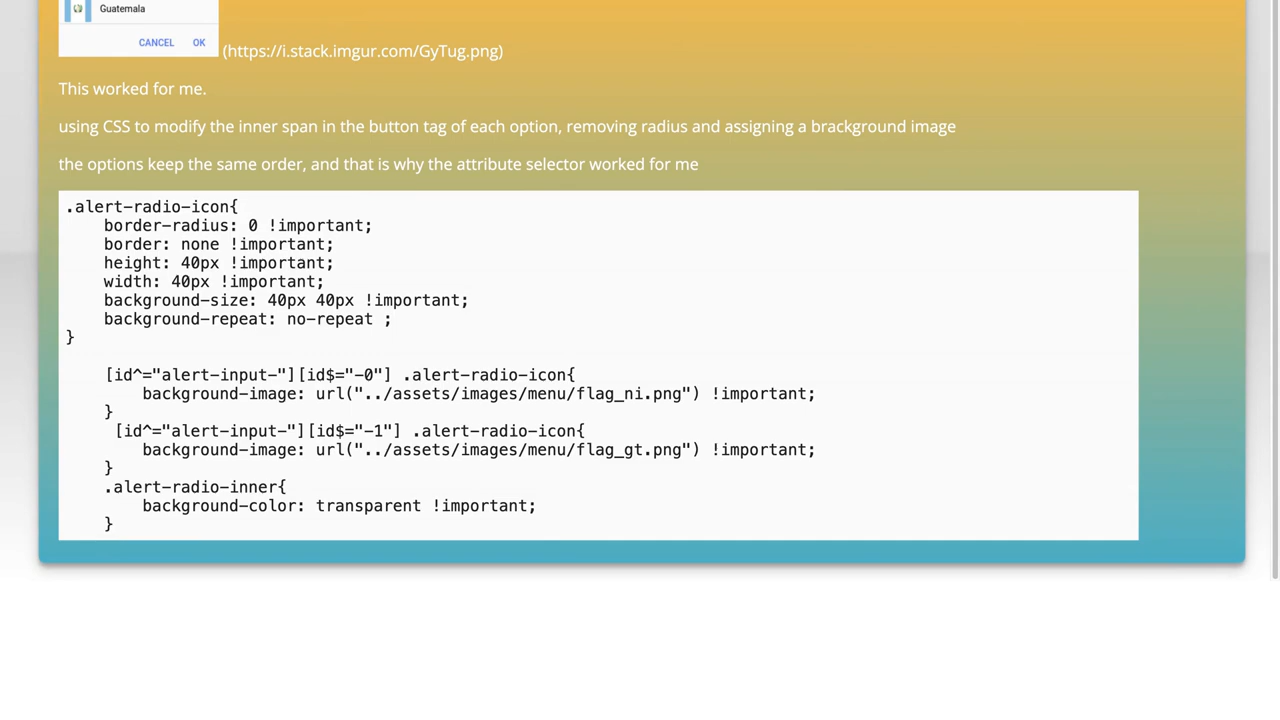 Guatemala
CANCEL OK
(https://i.stack.imgur.com/GyTug.png)
This worked for me.
using CSS to modify the inner span in the button tag of each option, removing radius and assigning a brackground image
the options keep the same order, and that is why the attribute selector worked for me
.alert-radio-icon{
    border-radius: 0 !important;
    border: none !important;
    height: 40px !important;
    width: 40px !important;
    background-size: 40px 40px !important;
    background-repeat: no-repeat ;
}
    [id^="alert-input-"][id$="-0"] .alert-radio-icon{
        background-image: url("../assets/images/menu/flag_ni.png") !important;
    }
     [id^="alert-input-"][id$="-1"] .alert-radio-icon{
        background-image: url("../assets/images/menu/flag_gt.png") !important;
    }
    .alert-radio-inner{
        background-color: transparent !important;
    }